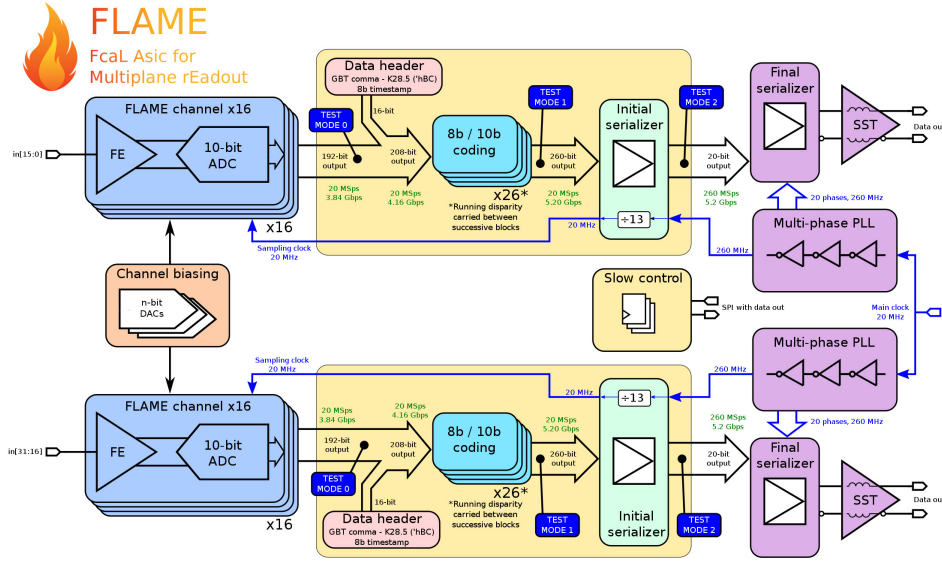 FLAME
FcaL Asic for
Multiplane rEadout
Data header
GBT comma - K28.5 ('hBC)
8b timestamp
FLAME channel x16
TEST
MODE 0
16-bit
TEST
MODE 1
Initial
serializer
TEST
MODE 2
Final
serializer
SST
Data ou
in[15:0]
FE
10-bit
ADC
192-bit
output
208-bit
output
8b / 10b
coding
260-bit
output
20-bit
output
20 MSps
3.84 Gbps
20 MSps
4.16 Gbps
x26*
20 MSps
5.20 Gbps
260 MSps
5.2 Gbps
*Running disparity
carried between
successive blocks
20 phases, 260 MHz
x16
Sampling clock
20 MHz
20 MHz
÷13
260 MHz
Multi-phase PLL
Channel biasing
n-bit
DACs
Slow control
SPI with data out
Main clock
20 MHz
Multi-phase PLL
Sampling clock
20 MHz
20 MHz
÷13
260 MHz
20 phases, 260 MHz
FLAME channel x16
20 MSps
3.84 Gbps
20 MSps
4.16 Gbps
20 MSps
5.20 Gbps
260 MSps
5.2 Gbps
in[31:16]
FE
10-bit
ADC
192-bit
output
208-bit
output
8b / 10b
coding
260-bit
output
20-bit
output
Final
serializer
SST
Data ou
TEST
MODE 0
16-bit
x26*
*Running disparity
carried between
successive blocks
x16
Data header
GBT comma - K28.5 ('hBC)
8b timestamp
TEST
MODE 1
Initial
serializer
TEST
MODE 2